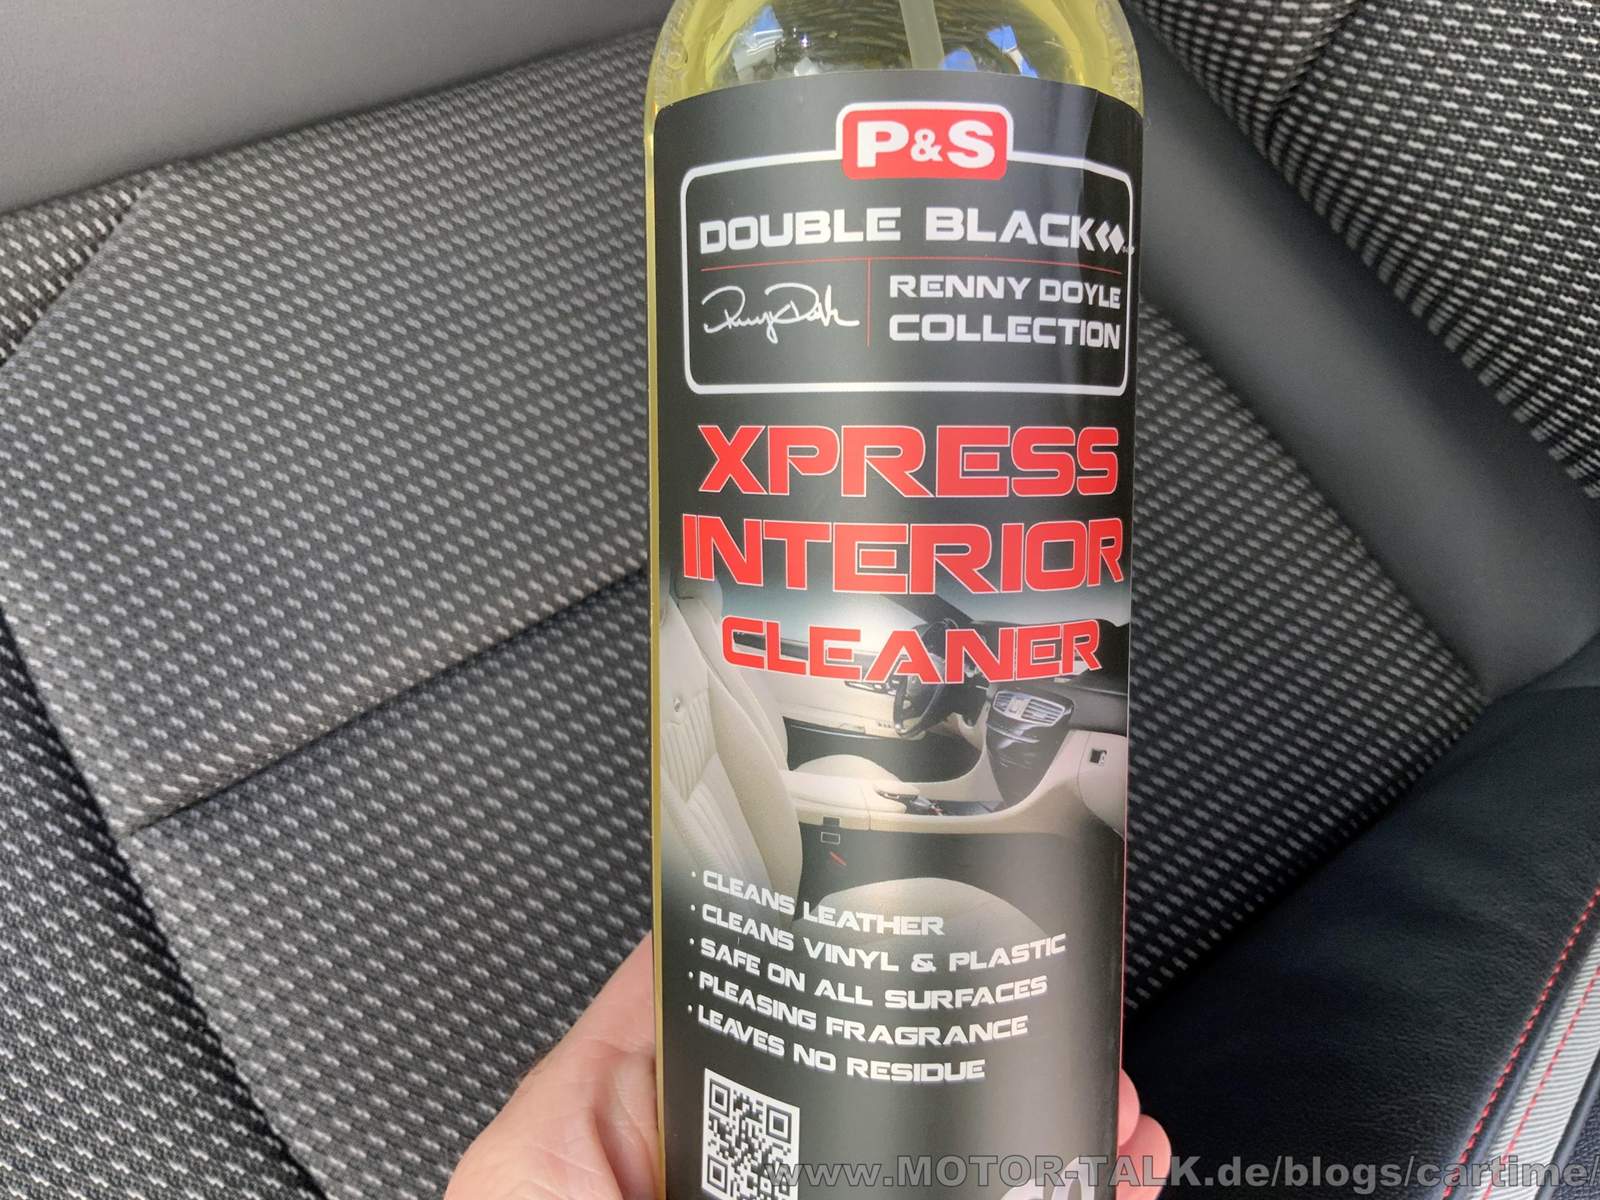 P&S
DOUBLE BLACK
RENNY DOYLE
COLLECTION
XPRESS
INTERIOR
CLEANER
· CLEANS LEATHER
· CLEANS VINYL & PLASTIC
· SAFE ON ALL SURFACES
· PLEASING FRAGRANCE
· LEAVES NO RESIDUE
www.MOTOR-TALK.de/blogs/cartime/